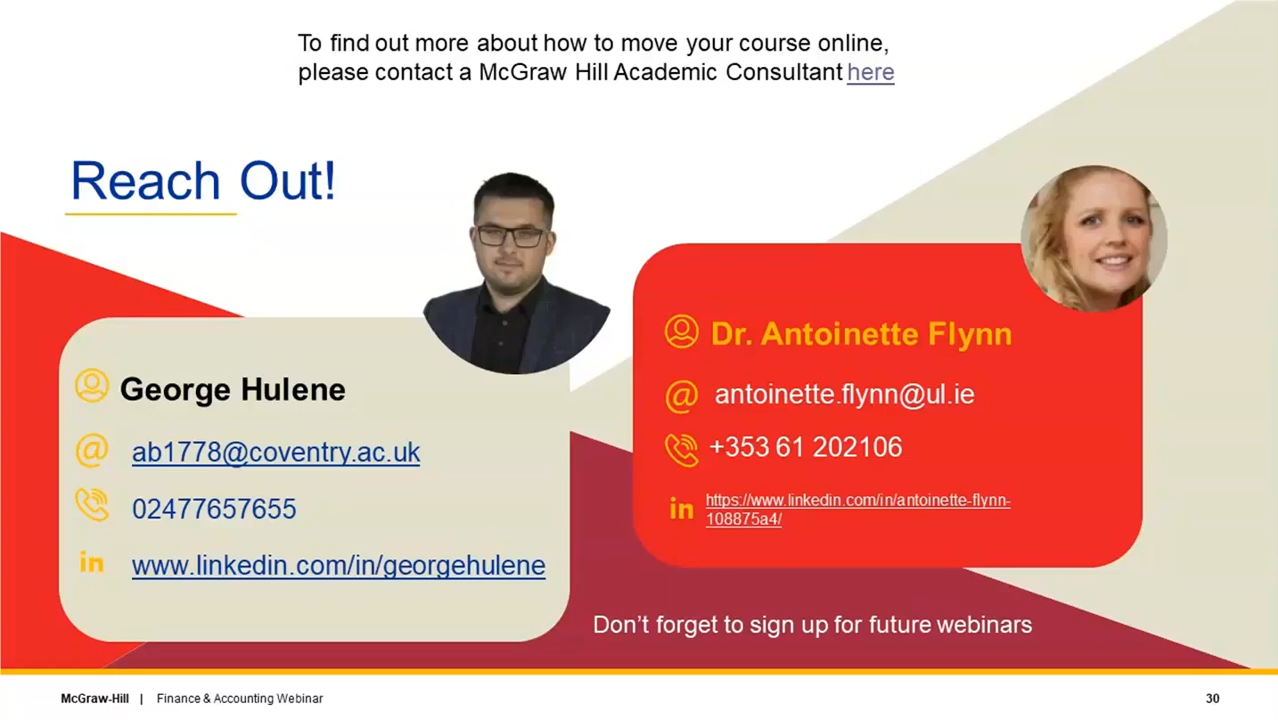 To find out more about how to move your course online,
please contact a McGraw Hill Academic Consultant here
Reach Out!
George Hulene
ab1778@coventry.ac.uk
02477657655
in www.linkedin.com/in/georgehulene
Dr. Antoinette Flynn
@ antoinette.flynn@ul.ie
+353 61 202106
in https://www.linkedin.com/in/antoinette-flynn-
108875a4/
Don’t forget to sign up for future webinars
McGraw-Hill | Finance & Accounting Webinar
30